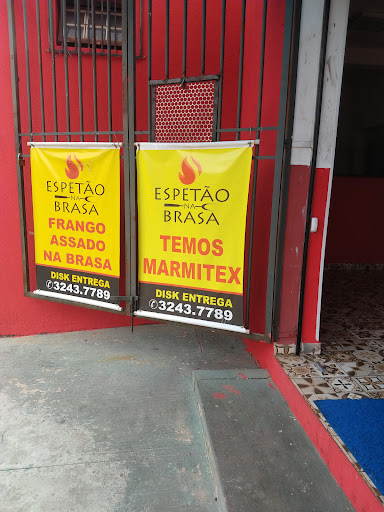 ESPETÃO
NA
BRASA
FRANGO
ASSADO
NA BRASA
DISK ENTREGA
3243.7789
ESPETÃO
NA
BRASA
TEMOS
MARMITEX
DISK ENTREGA
3243.7789